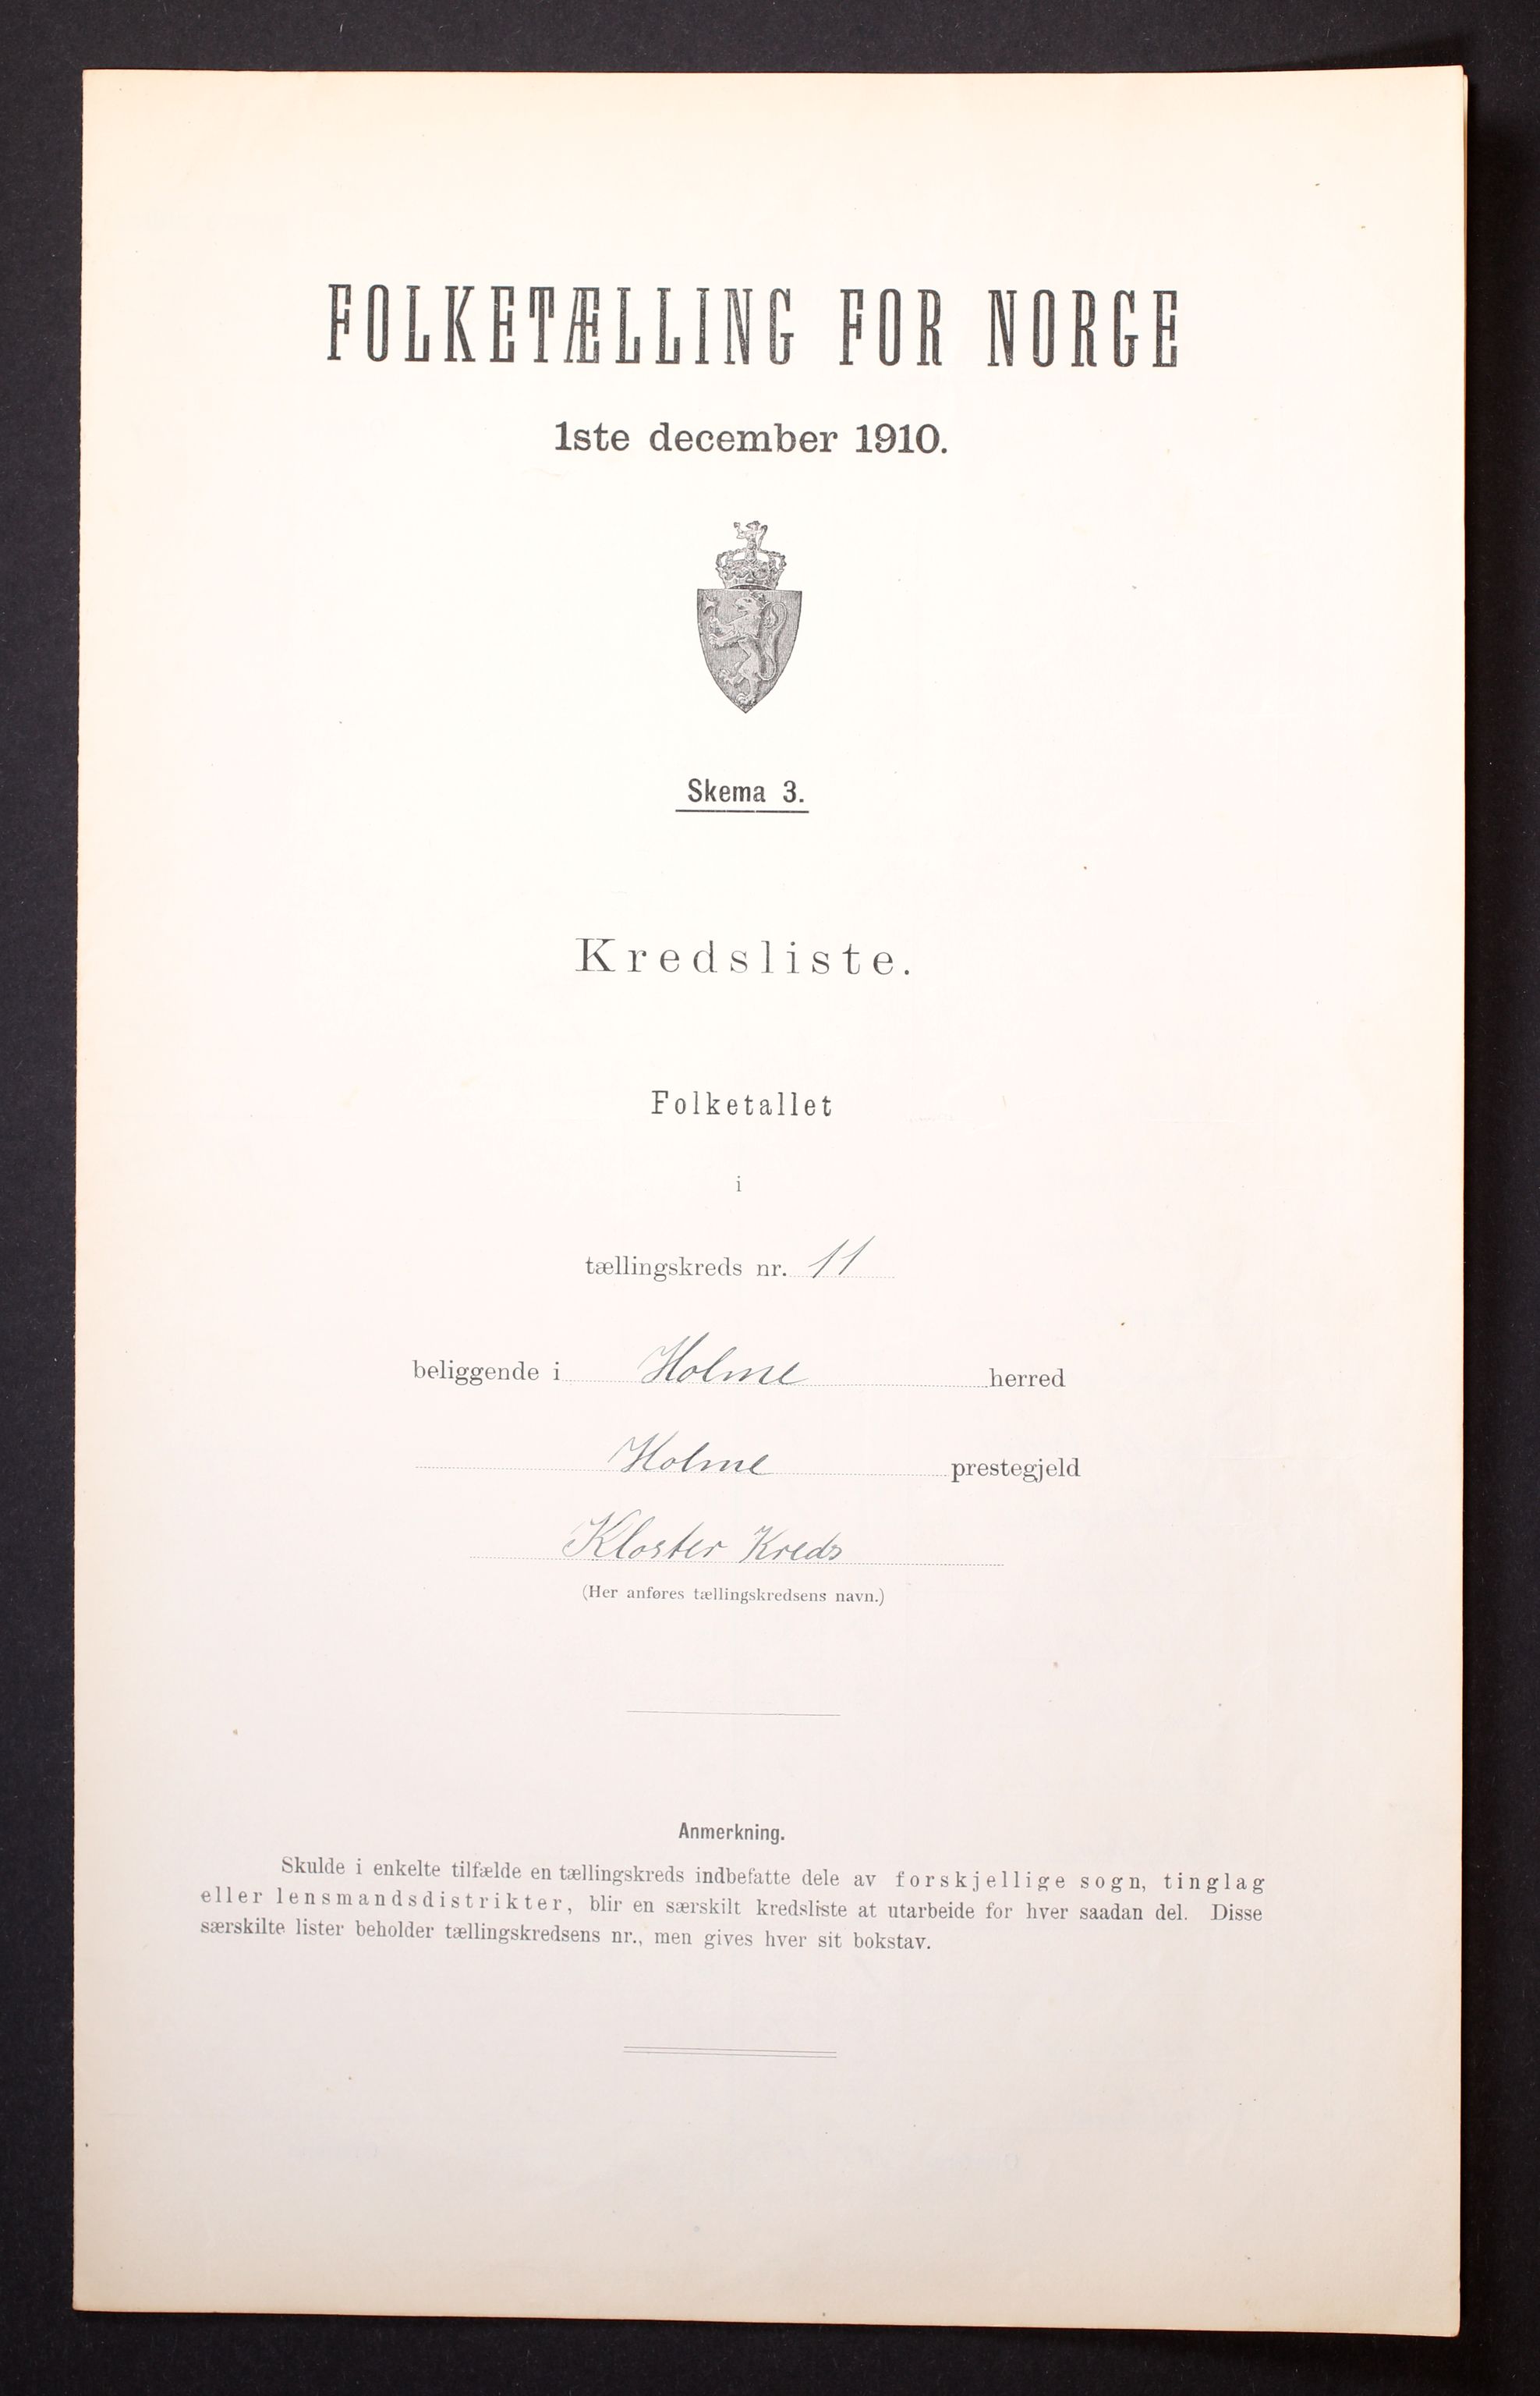 FOLKETÆLLING FOR NORGE
1ste december 1910.
Skema 3.
Kredsliste.
Folketallet
i
tællingskreds nr. 11
beliggende i Holme herred
Holme prestegjeld
Kloster Kreds
(Her anføres tællingskredsens navn.)
Anmerkning.
Skulde i enkelte tilfælde en tællingskreds indbefatte dele av forskjellige sogn, tinglag
eller lensmandsdistrikter, blir en særskilt kredsliste at utarbeide for hver saadan del. Disse
særskilte lister beholder tællingskredsens nr., men gives hver sit bokstav.